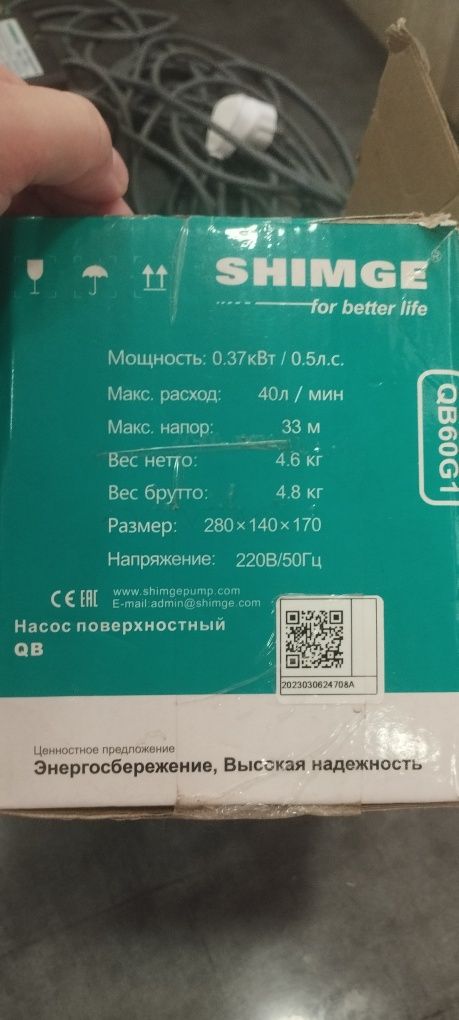 SHIMGE®
for better life
Мощность: 0.37кВт / 0.5л.с.
Макс. расход: 40л / мин
Макс. напор: 33 м
Вес нетто: 4.6 кг
Вес брутто: 4.8 кг
Размер: 280×140×170
Напряжение: 220В/50Гц
QB60G1
CE EAC www.shimgepump.com
E-mail:admin@shimge.com
Насос поверхностный
QB
2023030624708A
Ценностное предложение
Энергосбережение, Высокая надежность